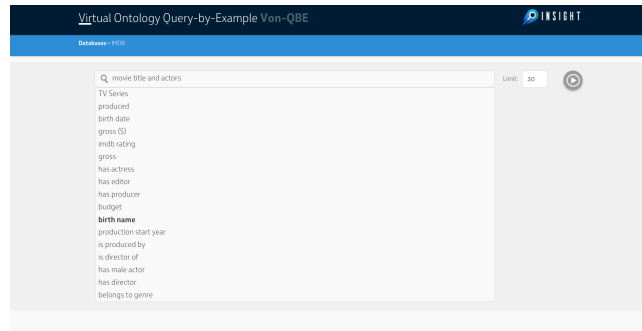 Virtual Ontology Query-by-Example Von-QBE
INSIGHT
Databases > IMDB
movie title and actors
Limit: 30
TV Series
produced
birth date
gross ($)
imdb rating
gross
has actress
has editor
has producer
budget
birth name
production start year
is produced by
is director of
has male actor
has director
belongs to genre